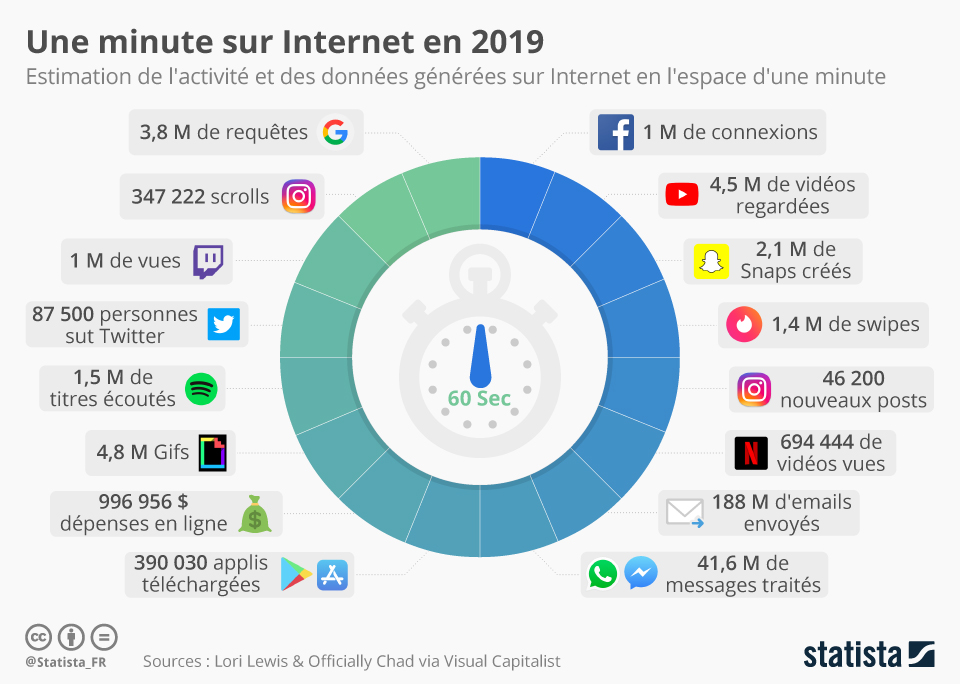 Une minute sur Internet en 2019
Estimation de l'activité et des données générées sur Internet en l'espace d'une minute
3,8 M de requêtes
1 M de connexions
347 222 scrolls
4,5 M de vidéos
regardées
1 M de vues
2,1 M de
Snaps créés
87 500 personnes
sut Twitter
1,4 M de swipes
1,5 M de
titres écoutés
46 200
nouveaux posts
4,8 M Gifs
694 444 de
vidéos vues
996 956 $
dépenses en ligne
188 M d'emails
envoyés
390 030 applis
téléchargées
41,6 M de
messages traités
60 Sec
@Statista_FR
Sources : Lori Lewis & Officially Chad via Visual Capitalist
statista